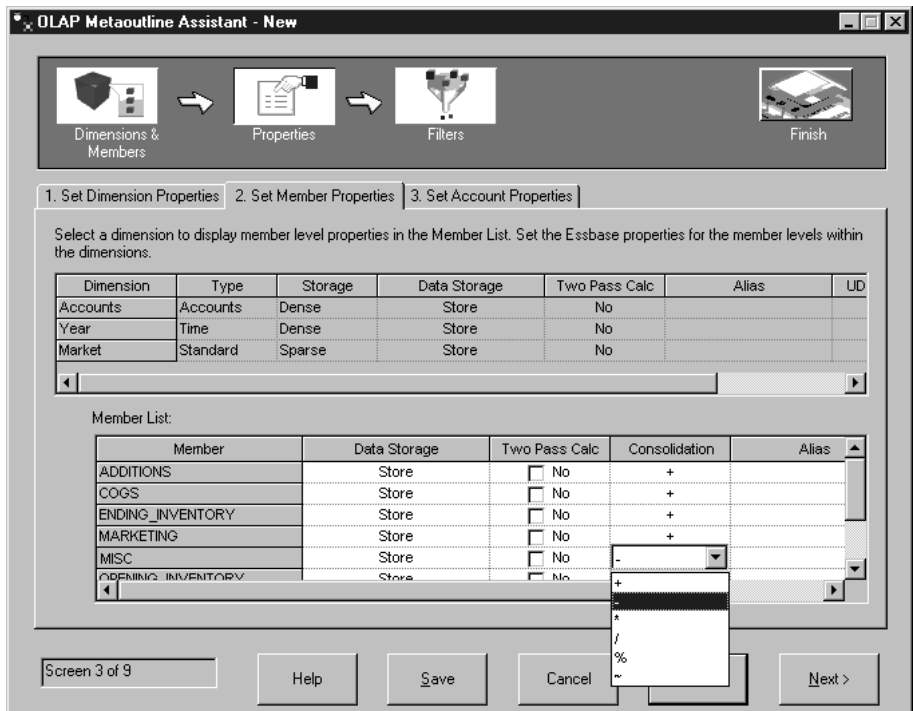 OLAP Metaoutline Assistant - New
Dimensions & Members
Properties
Filters
Finish
1. Set Dimension Properties 2. Set Member Properties 3. Set Account Properties
Select a dimension to display member level properties in the Member List. Set the Essbase properties for the member levels within
the dimensions.
Dimension Type Storage Data Storage Two Pass Calc Alias UD
Accounts Accounts Dense Store No
Year Time Dense Store No
Market Standard Sparse Store No
Member List:
Member Data Storage Two Pass Calc Consolidation Alias
ADDITIONS Store No +
COGS Store No +
ENDING_INVENTORY Store No +
MARKETING Store No +
MISC Store No -
OPENING_INVENTORY Store No
+
-
*
/
%
~
Screen 3 of 9 Help Save Cancel Next >